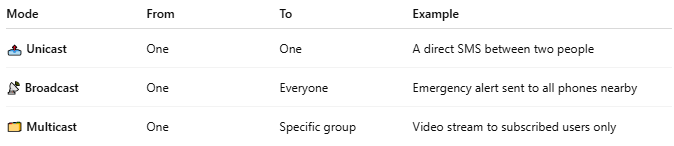 Mode From To Example
Unicast One One A direct SMS between two people
Broadcast One Everyone Emergency alert sent to all phones nearby
Multicast One Specific group Video stream to subscribed users only